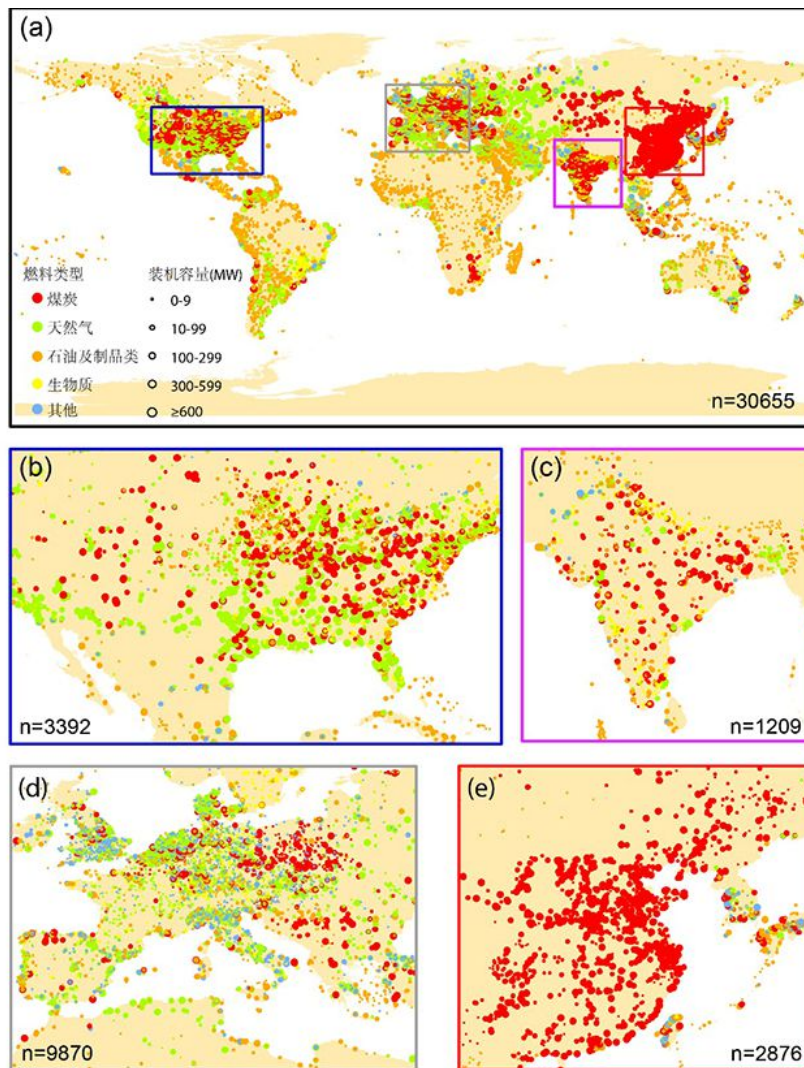 (a)
燃料类型 装机容量(MW)
煤炭 0-9
天然气 10-99
石油及制品类 100-299
生物质 300-599
其他 ≥600
n=30655
(b)
n=3392
(c)
n=1209
(d)
n=9870
(e)
n=2876